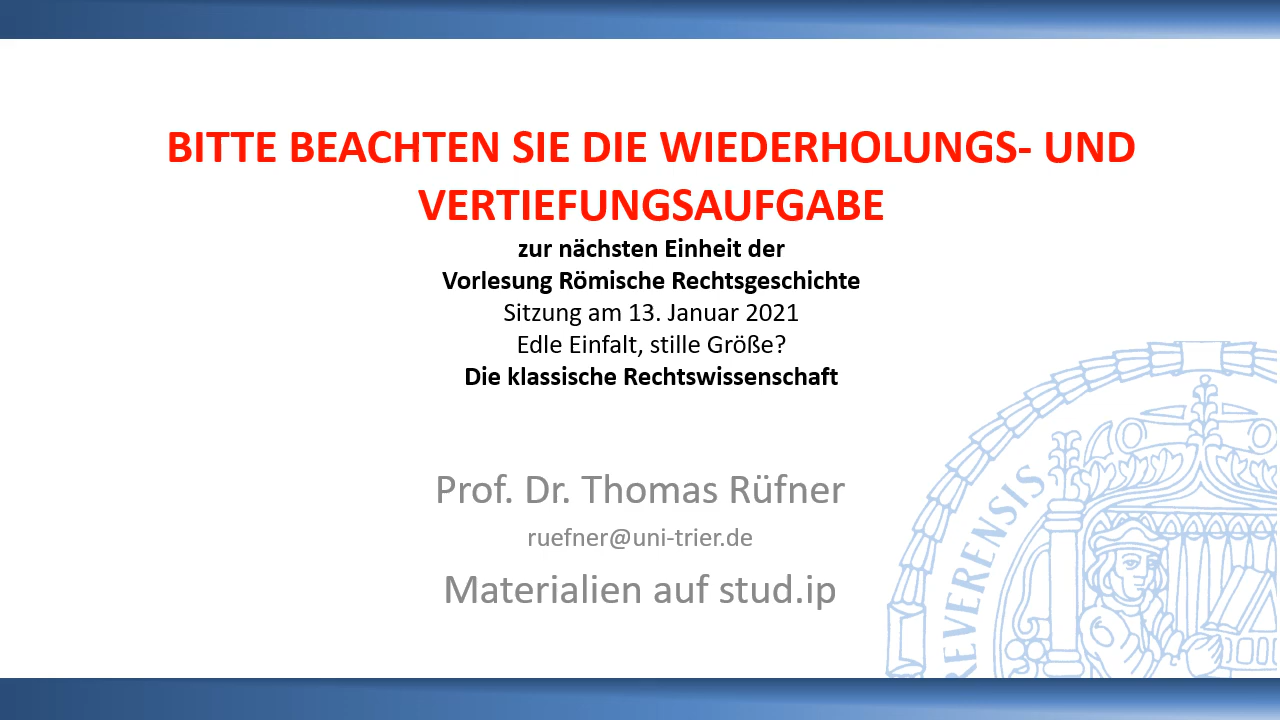 BITTE BEACHTEN SIE DIE WIEDERHOLUNGS- UND
VERTIEFUNGSAUFGABE
zur nächsten Einheit der
Vorlesung Römische Rechtsgeschichte
Sitzung am 13. Januar 2021
Edle Einfalt, stille Größe?
Die klassische Rechtswissenschaft
Prof. Dr. Thomas Rüfner
ruefner@uni-trier.de
Materialien auf stud.ip
REVERENSIS